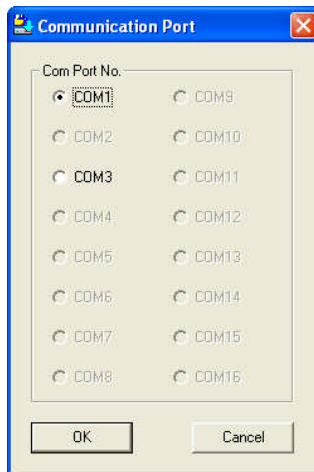 Communication Port
Com Port No.
COM1
COM2
COM3
COM4
COM5
COM6
COM7
COM8
COM9
COM10
COM11
COM12
COM13
COM14
COM15
COM16
OK
Cancel